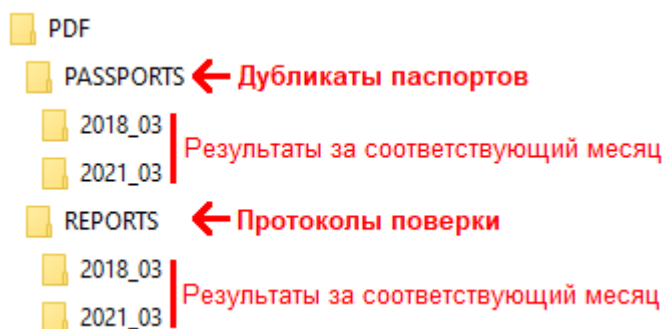 PDF
PASSPORTS Дубликаты паспортов
2018_03
Результаты за соответствующий месяц
2021_03
REPORTS Протоколы поверки
2018_03
Результаты за соответствующий месяц
2021_03